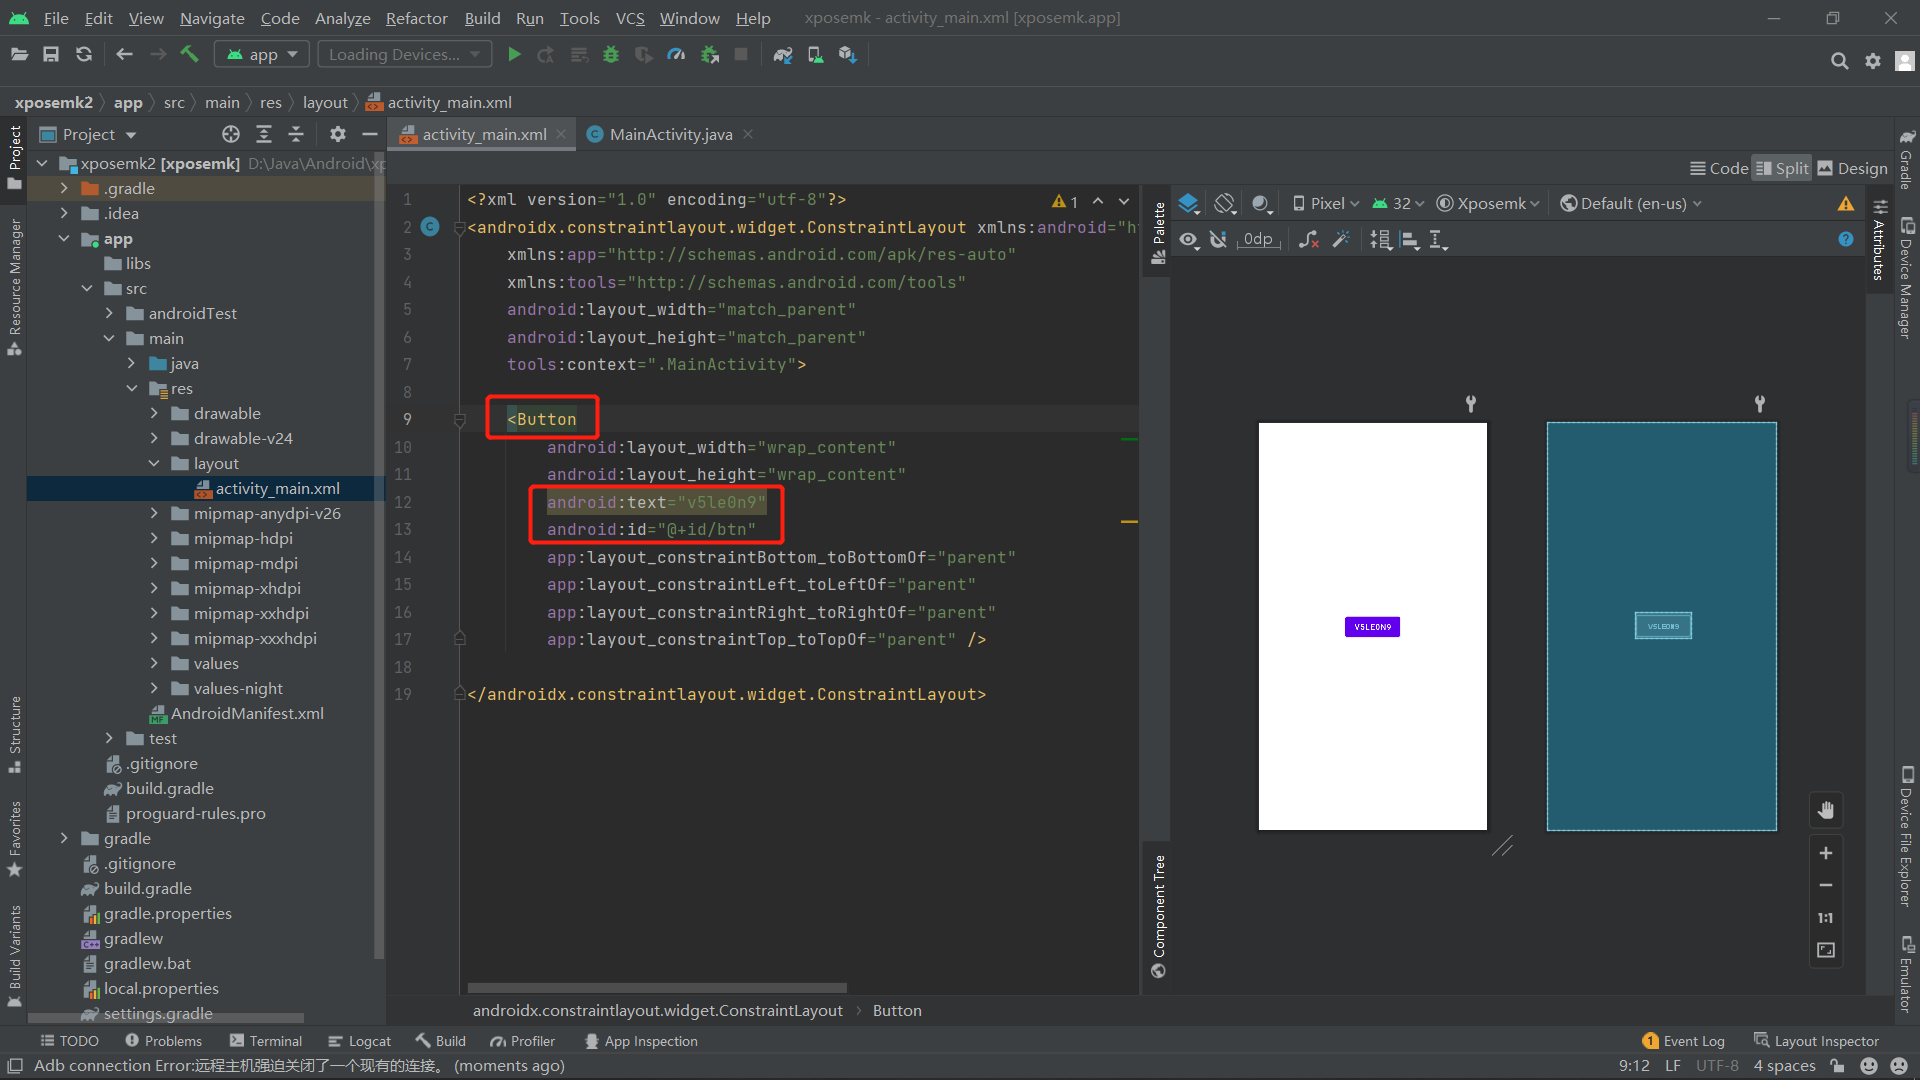 File Edit View Navigate Code Analyze Refactor Build Run Tools VCS Window Help xposemk - activity_main.xml [xposemk.app]
app Loading Devices...
xposemk2 app src main res layout activity_main.xml
Project
activity_main.xml MainActivity.java
Code Split Design
xposemk2 [xposemk] D:\Java\Android\xp
.gradle
.idea
app
libs
src
androidTest
main
java
res
drawable
drawable-v24
layout
activity_main.xml
mipmap-anydpi-v26
mipmap-hdpi
mipmap-mdpi
mipmap-xhdpi
mipmap-xxhdpi
mipmap-xxxhdpi
values
values-night
AndroidManifest.xml
test
.gitignore
build.gradle
proguard-rules.pro
gradle
.gitignore
build.gradle
gradle.properties
gradlew
gradlew.bat
local.properties
settings.gradle
Project
Resource Manager
Structure
Favorites
Build Variants
1 <?xml version="1.0" encoding="utf-8"?>
2 <androidx.constraintlayout.widget.ConstraintLayout xmlns:android="h
3 xmlns:app="http://schemas.android.com/apk/res-auto"
4 xmlns:tools="http://schemas.android.com/tools"
5 android:layout_width="match_parent"
6 android:layout_height="match_parent"
7 tools:context=".MainActivity">
8
9 <Button
10 android:layout_width="wrap_content"
11 android:layout_height="wrap_content"
12 android:text="v5le0n9"
13 android:id="@+id/btn"
14 app:layout_constraintBottom_toBottomOf="parent"
15 app:layout_constraintLeft_toLeftOf="parent"
16 app:layout_constraintRight_toRightOf="parent"
17 app:layout_constraintTop_toTopOf="parent" />
18
19 </androidx.constraintlayout.widget.ConstraintLayout>
1
Palette
Component Tree
Pixel 32 Xposemk Default (en-us)
0dp
V5LE0N9
V5LE0N9
1:1
Attributes
Gradle
Device Manager
Device File Explorer
Emulator
androidx.constraintlayout.widget.ConstraintLayout Button
TODO Problems Terminal Logcat Build Profiler App Inspection 1 Event Log Layout Inspector
Adb connection Error:远程主机强迫关闭了一个现有的连接。 (moments ago) 9:12 LF UTF-8 4 spaces